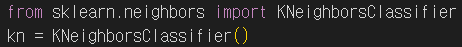 from sklearn.neighbors import KNeighborsClassifier
kn = KNeighborsClassifier()